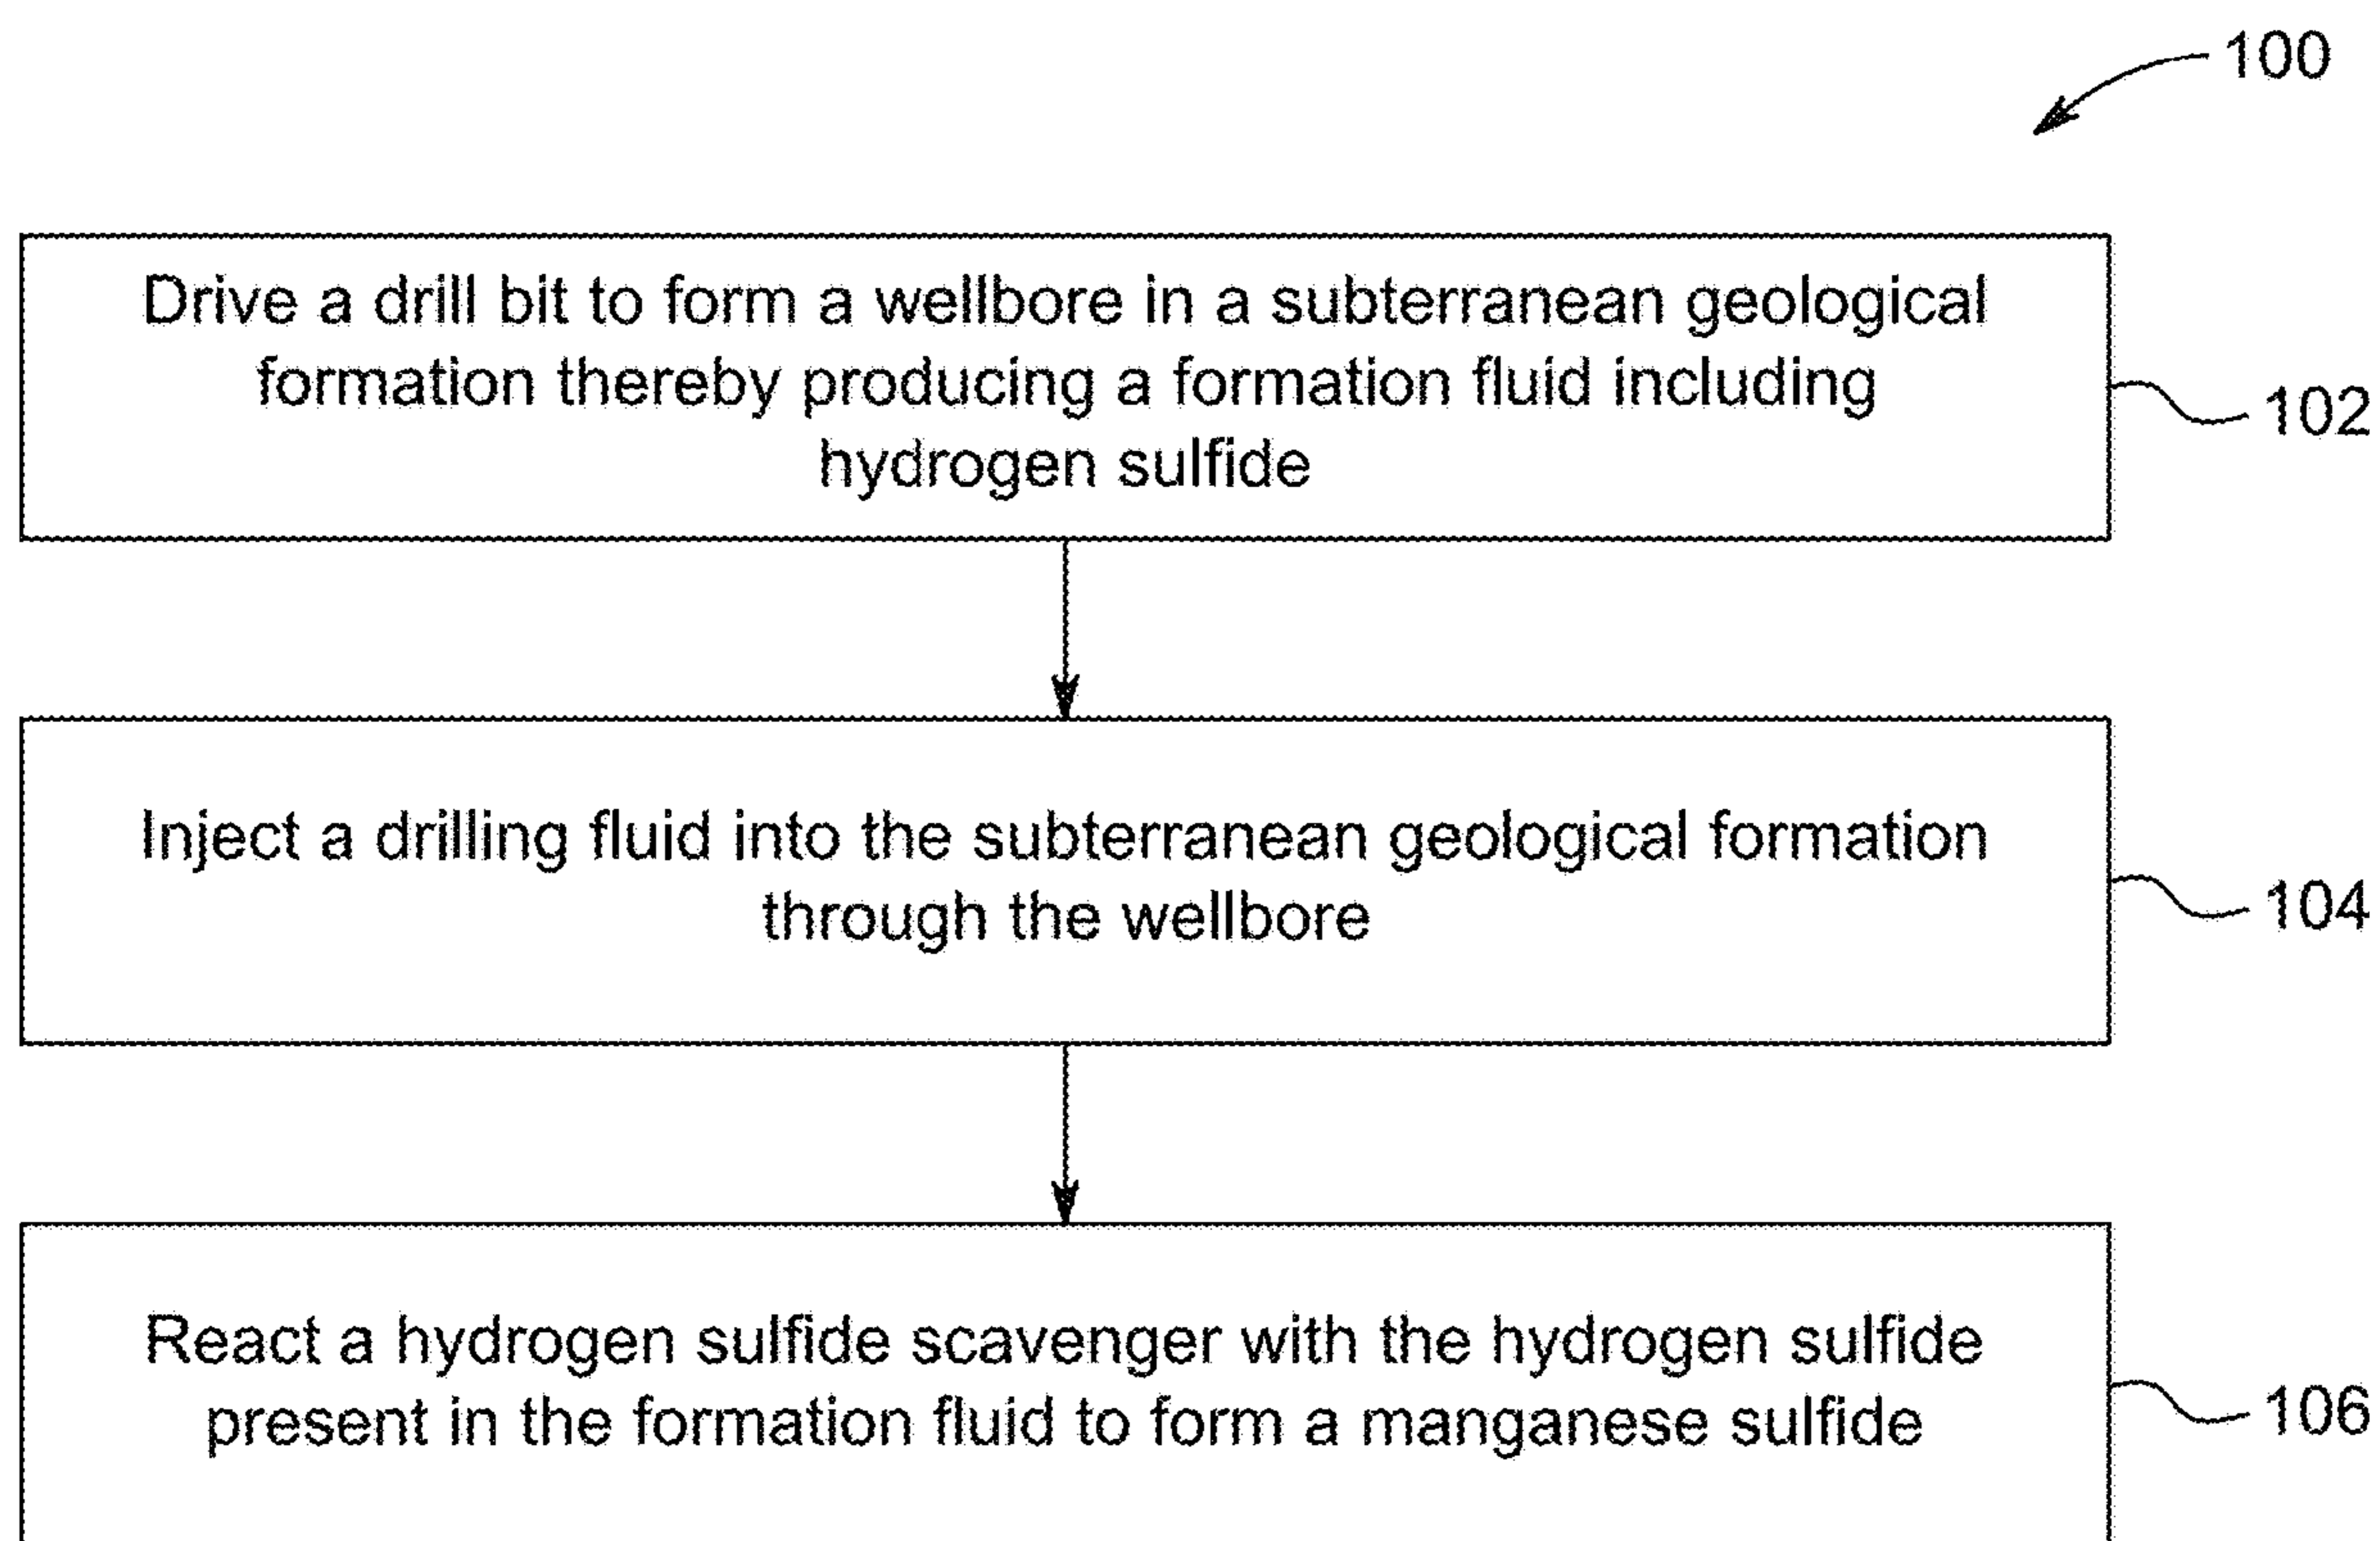 100
Drive a drill bit to form a wellbore in a subterranean geological
formation thereby producing a formation fluid including
hydrogen sulfide
102
Inject a drilling fluid into the subterranean geological formation
through the wellbore
104
React a hydrogen sulfide scavenger with the hydrogen sulfide
present in the formation fluid to form a manganese sulfide
106